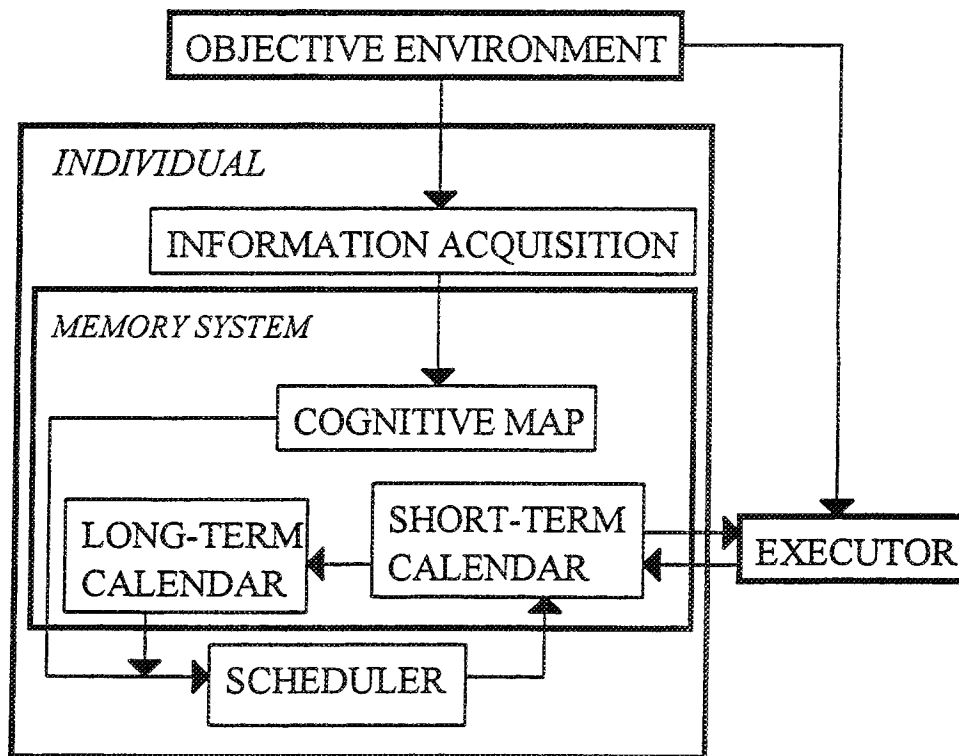 OBJECTIVE ENVIRONMENT
INDIVIDUAL
INFORMATION ACQUISITION
MEMORY SYSTEM
COGNITIVE MAP
LONG-TERM
CALENDAR
SHORT-TERM
CALENDAR
EXECUTOR
SCHEDULER